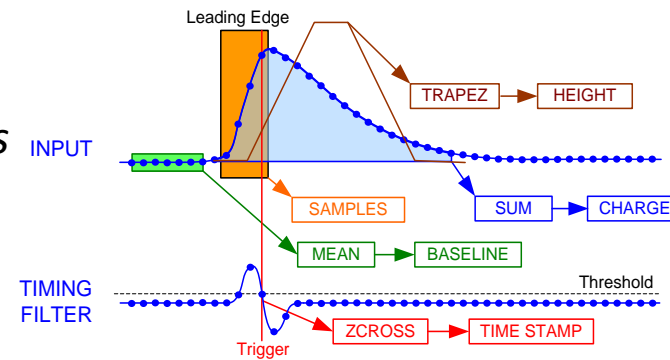 Leading Edge
TRAPEZ
HEIGHT
s
INPUT
SAMPLES
SUM
CHARGE
MEAN
BASELINE
TIMING
FILTER
Threshold
ZCROSS
TIME STAMP
Trigger